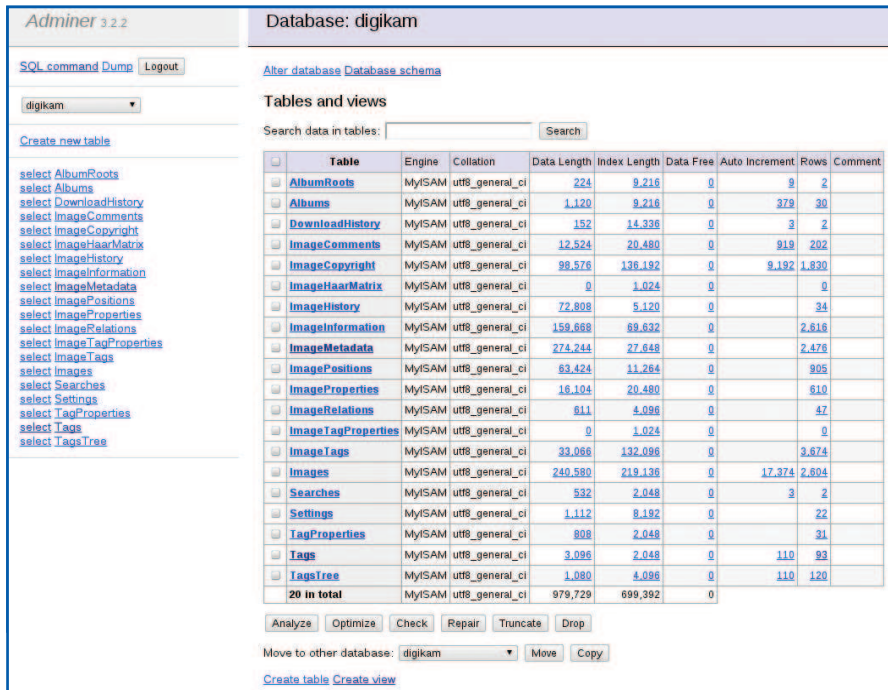 Adminer 3.2.2
SQL command Dump Logout
digikam
Create new table
select AlbumRoots
select Albums
select DownloadHistory
select ImageComments
select ImageCopyright
select ImageHaarMatrix
select ImageHistory
select ImageInformation
select ImageMetadata
select ImagePositions
select ImageProperties
select ImageRelations
select ImageTagProperties
select ImageTags
select Images
select Searches
select Settings
select TagProperties
select Tags
select TagsTree
Database: digikam
Alter database Database schema
Tables and views
Search data in tables: Search
Table Engine Collation Data Length Index Length Data Free Auto Increment Rows Comment
AlbumRoots MyISAM utf8_general_ci 224 9,216 0 9 2
Albums MyISAM utf8_general_ci 1,120 9,216 0 379 30
DownloadHistory MyISAM utf8_general_ci 152 14,336 0 3 2
ImageComments MyISAM utf8_general_ci 12,524 20,480 0 919 202
ImageCopyright MyISAM utf8_general_ci 98,576 136,192 0 9,192 1,830
ImageHaarMatrix MyISAM utf8_general_ci 0 1,024 0 0
ImageHistory MyISAM utf8_general_ci 72,808 5,120 0 34
ImageInformation MyISAM utf8_general_ci 159,668 69,632 0 2,616
ImageMetadata MyISAM utf8_general_ci 274,244 27,648 0 2,476
ImagePositions MyISAM utf8_general_ci 63,424 11,264 0 905
ImageProperties MyISAM utf8_general_ci 16,104 20,480 0 610
ImageRelations MyISAM utf8_general_ci 611 4,096 0 47
ImageTagProperties MyISAM utf8_general_ci 0 1,024 0 0
ImageTags MyISAM utf8_general_ci 33,066 132,096 0 3,674
Images MyISAM utf8_general_ci 240,580 219,136 0 17,374 2,604
Searches MyISAM utf8_general_ci 532 2,048 0 3 2
Settings MyISAM utf8_general_ci 1,112 8,192 0 22
TagProperties MyISAM utf8_general_ci 808 2,048 0 31
Tags MyISAM utf8_general_ci 3,096 2,048 0 110 93
TagsTree MyISAM utf8_general_ci 1,080 4,096 0 110 120
20 in total MyISAM utf8_general_ci 979,729 699,392 0
Analyze Optimize Check Repair Truncate Drop
Move to other database: digikam Move Copy
Create table Create view